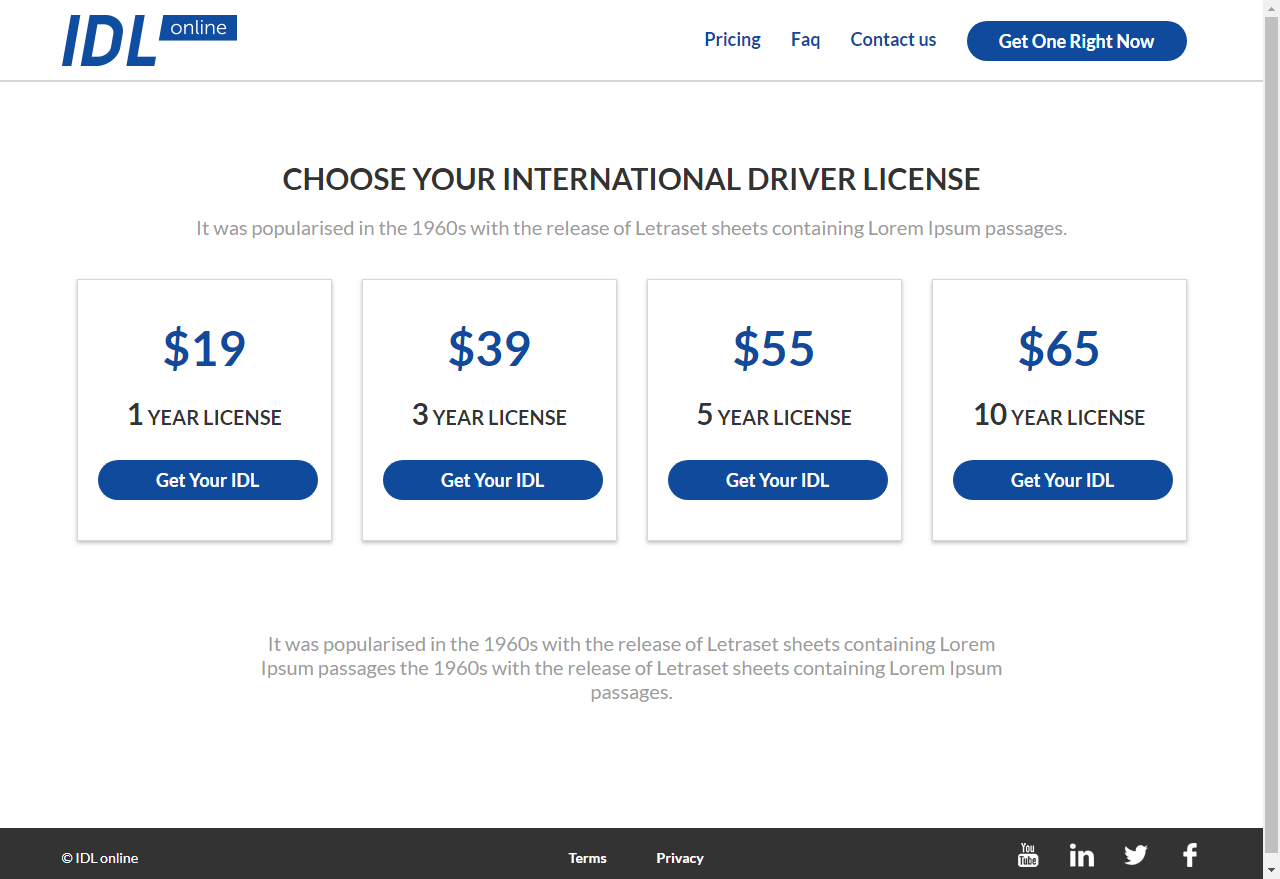 IDL online
Pricing Faq Contact us Get One Right Now
CHOOSE YOUR INTERNATIONAL DRIVER LICENSE
It was popularised in the 1960s with the release of Letraset sheets containing Lorem Ipsum passages.
$19
1 YEAR LICENSE
Get Your IDL
$39
3 YEAR LICENSE
Get Your IDL
$55
5 YEAR LICENSE
Get Your IDL
$65
10 YEAR LICENSE
Get Your IDL
It was popularised in the 1960s with the release of Letraset sheets containing Lorem
Ipsum passages the 1960s with the release of Letraset sheets containing Lorem Ipsum
passages.
© IDL online Terms Privacy You Tube in